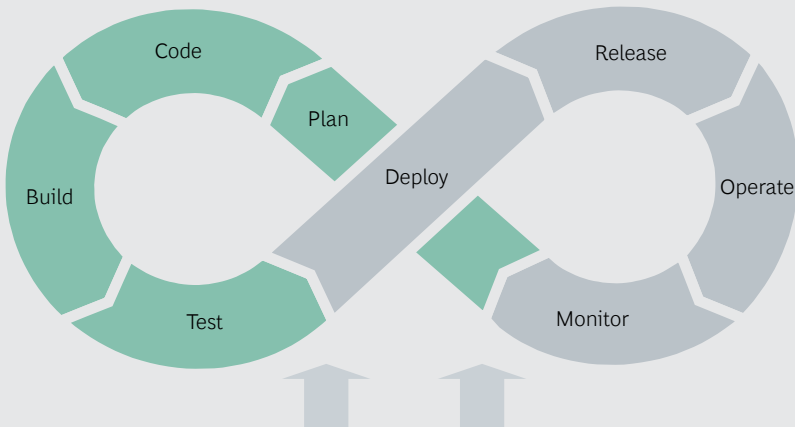 Code
Release
Plan
Deploy
Build
Operate
Test
Monitor